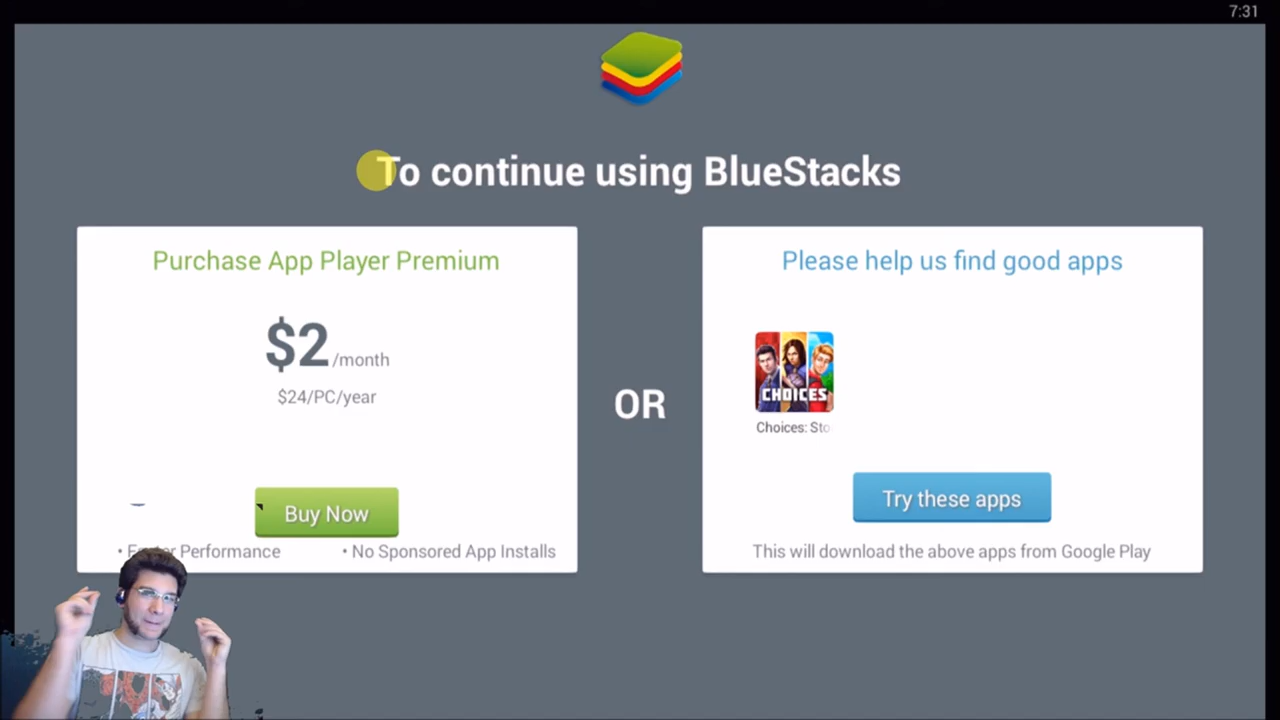 7:31
To continue using BlueStacks
Purchase App Player Premium
$2 /month
$24/PC/year
Buy Now
• Faster Performance
• No Sponsored App Installs
OR
Please help us find good apps
CHOICES
Choices: Sto
Try these apps
This will download the above apps from Google Play